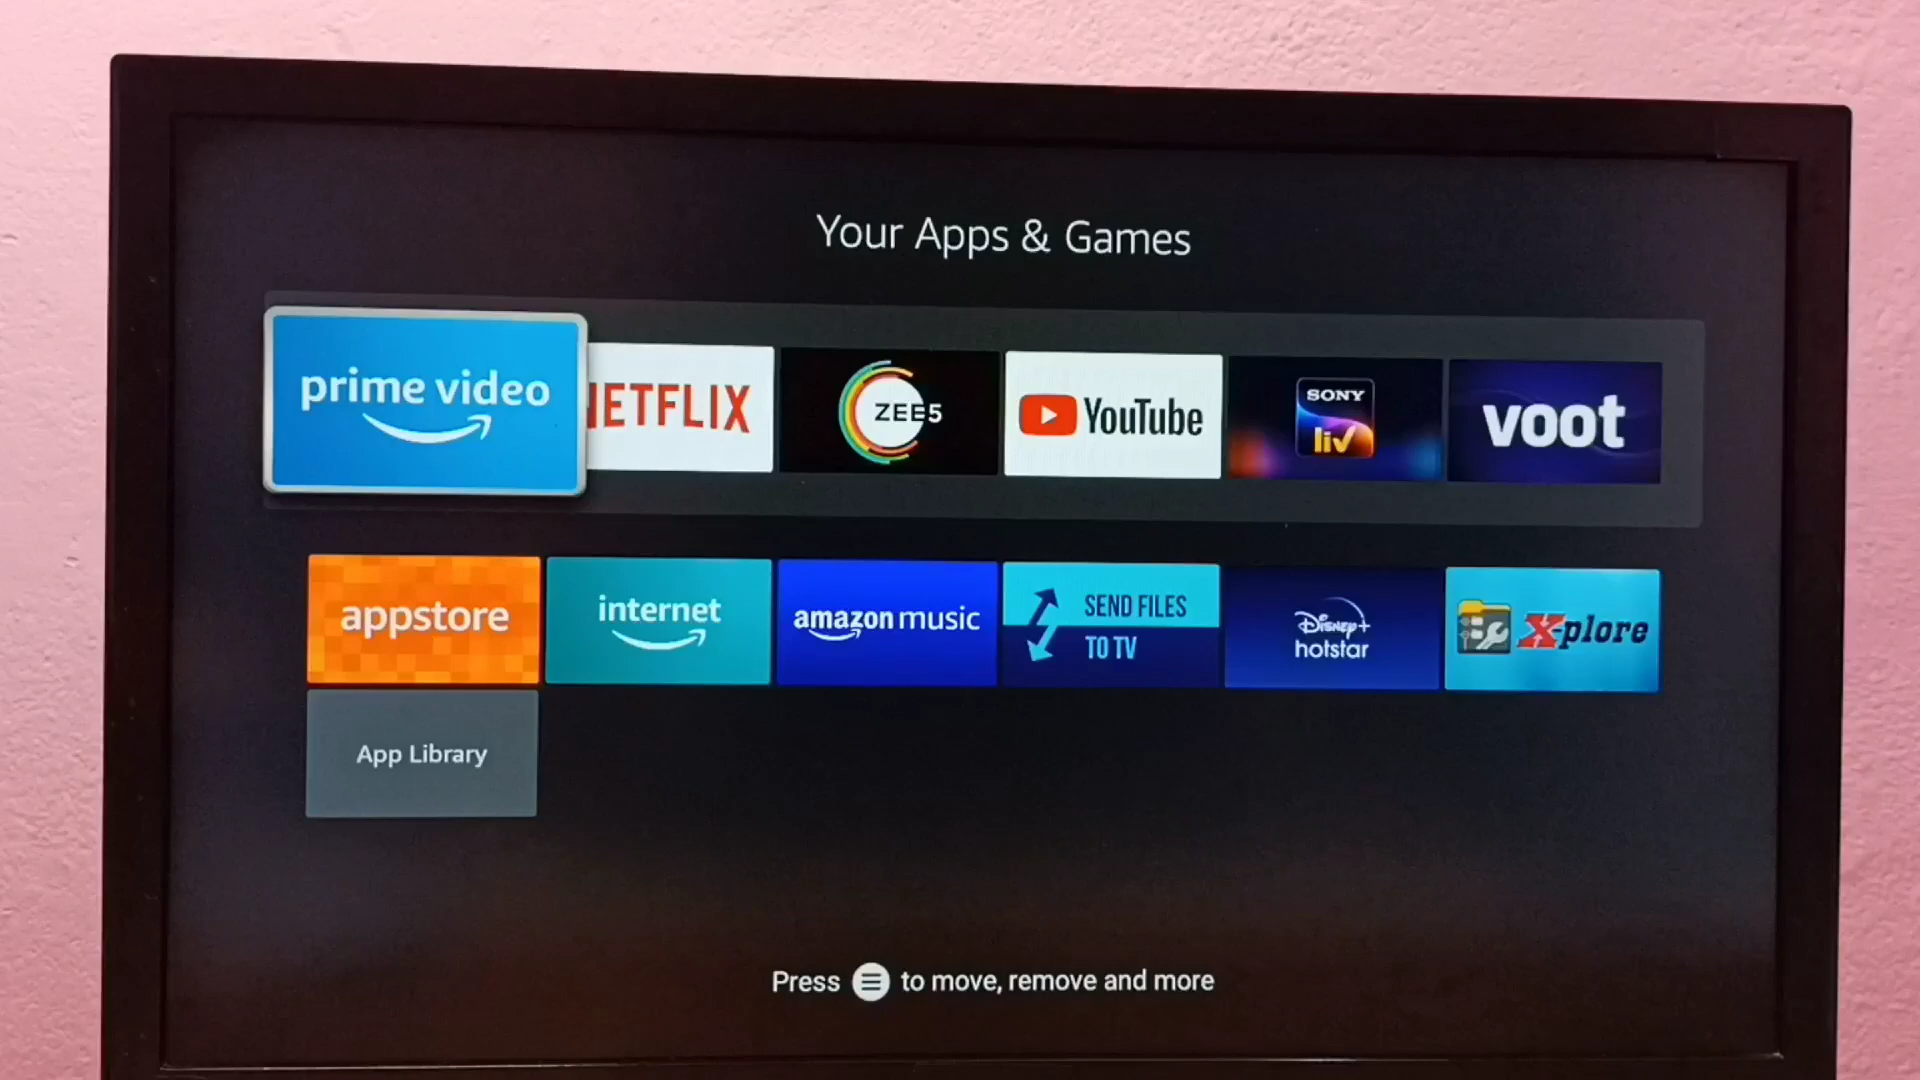 Your Apps & Games
prime video
NETFLIX
ZEE5
YouTube
SONY
liv
voot
appstore
internet
amazon music
SEND FILES
TO TV
Disney+
hotstar
X-plore
App Library
Press to move, remove and more